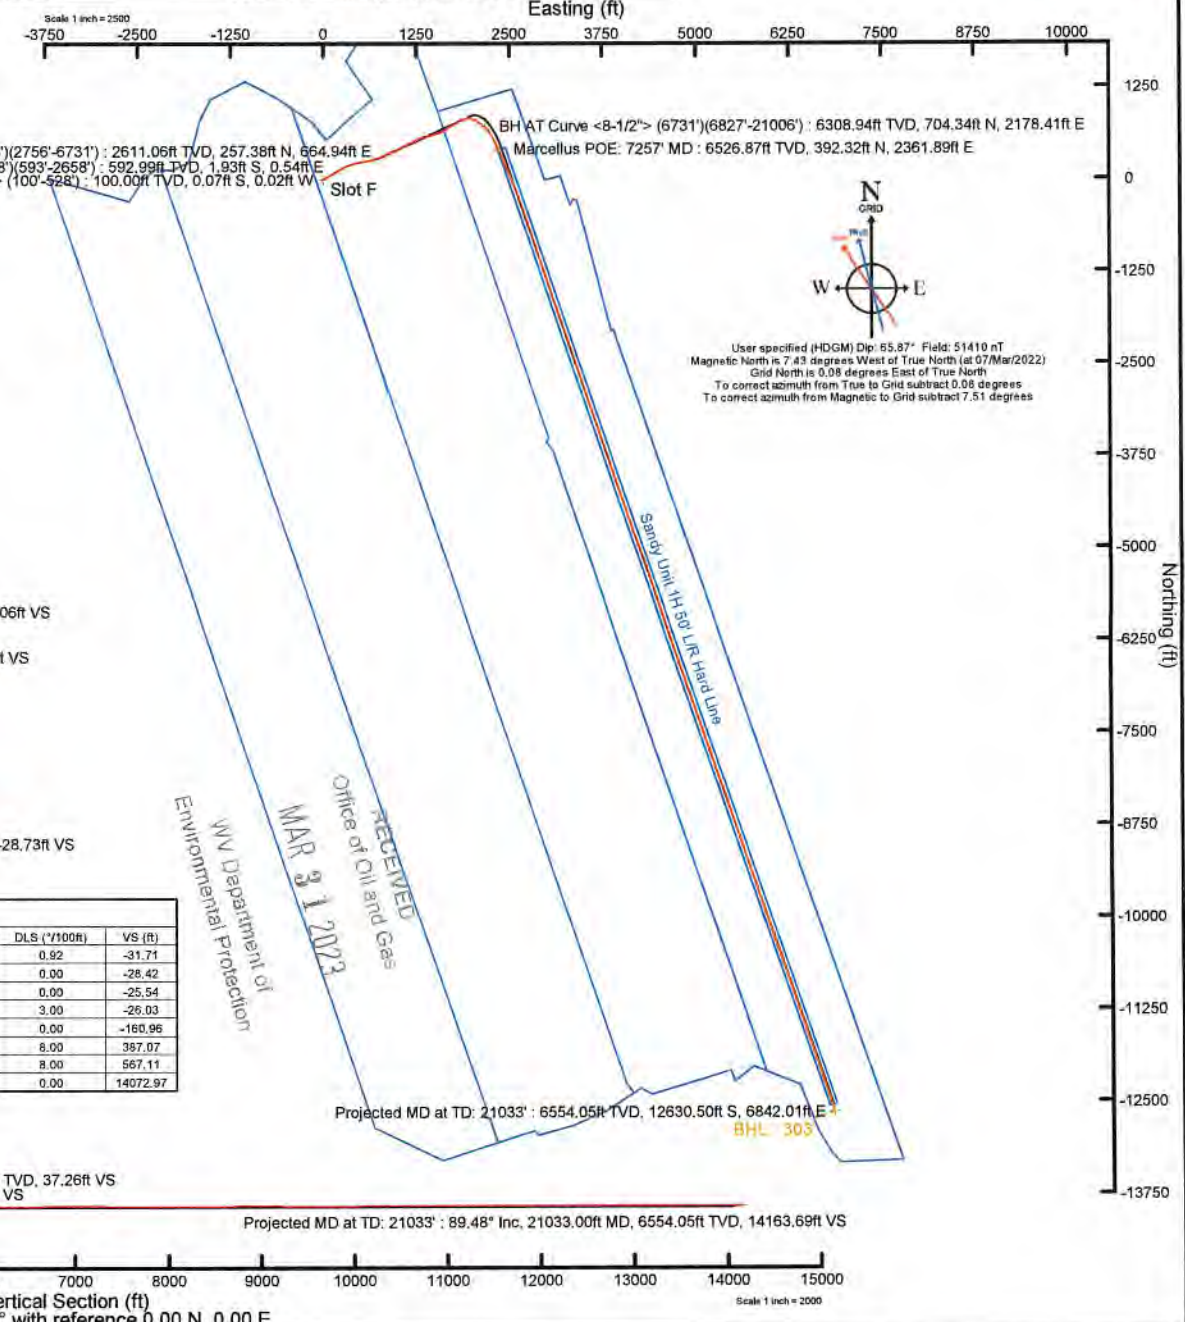 Easting (ft)
Scale 1 inch = 2500
-3750 -2500 -1250 0 1250 2500 3750 5000 6250 7500 8750 10000
1250
BH AT Curve <8-1/2"> (6731')(6827'-21006') : 6308.94ft TVD, 704.34ft N, 2178.41ft E
')(2756'-6731') : 2611.06ft TVD, 257.38ft N, 664.94ft E
Marcellus POE: 7257' MD : 6526.87ft TVD, 392.32ft N, 2361.89ft E
8')(593'-2658') : 592.99ft TVD, 1.93ft S, 0.54ft E
(100'-528') : 100.00ft TVD, 0.07ft S, 0.02ft W
Slot F
0
N
GRID
TRUE
W E
-1250
User specified (HDGM) Dip: 65.87° Field: 51410 nT
Magnetic North is 7.43 degrees West of True North (at 07/Mar/2022)
Grid North is 0.08 degrees East of True North
To correct azimuth from True to Grid subtract 0.08 degrees
To correct azimuth from Magnetic to Grid subtract 7.51 degrees
-2500
-3750
-5000
Sandy Unit 1H 50' L/R Hard Line
Northing (ft)
06ft VS
-6250
t VS
-7500
-28.73ft VS
-8750
RECEIVED
Office of Oil and Gas
MAR 31 2023
WV Department of
Environmental Protection
DLS (°/100ft) VS (ft)
0.92 -31.71
0.00 -28.42
0.00 -25.54
3.00 -26.03
0.00 -160.96
8.00 387.07
8.00 567.11
0.00 14072.97
-10000
-11250
-12500
Projected MD at TD: 21033' : 6554.05ft TVD, 12630.50ft S, 6842.01ft E
BHL 303
TVD, 37.26ft VS
VS
-13750
Projected MD at TD: 21033' : 89.48° Inc, 21033.00ft MD, 6554.05ft TVD, 14163.69ft VS
7000 8000 9000 10000 11000 12000 13000 14000 15000
ertical Section (ft)
Scale 1 inch = 2000
° with reference 0.00 N, 0.00 E